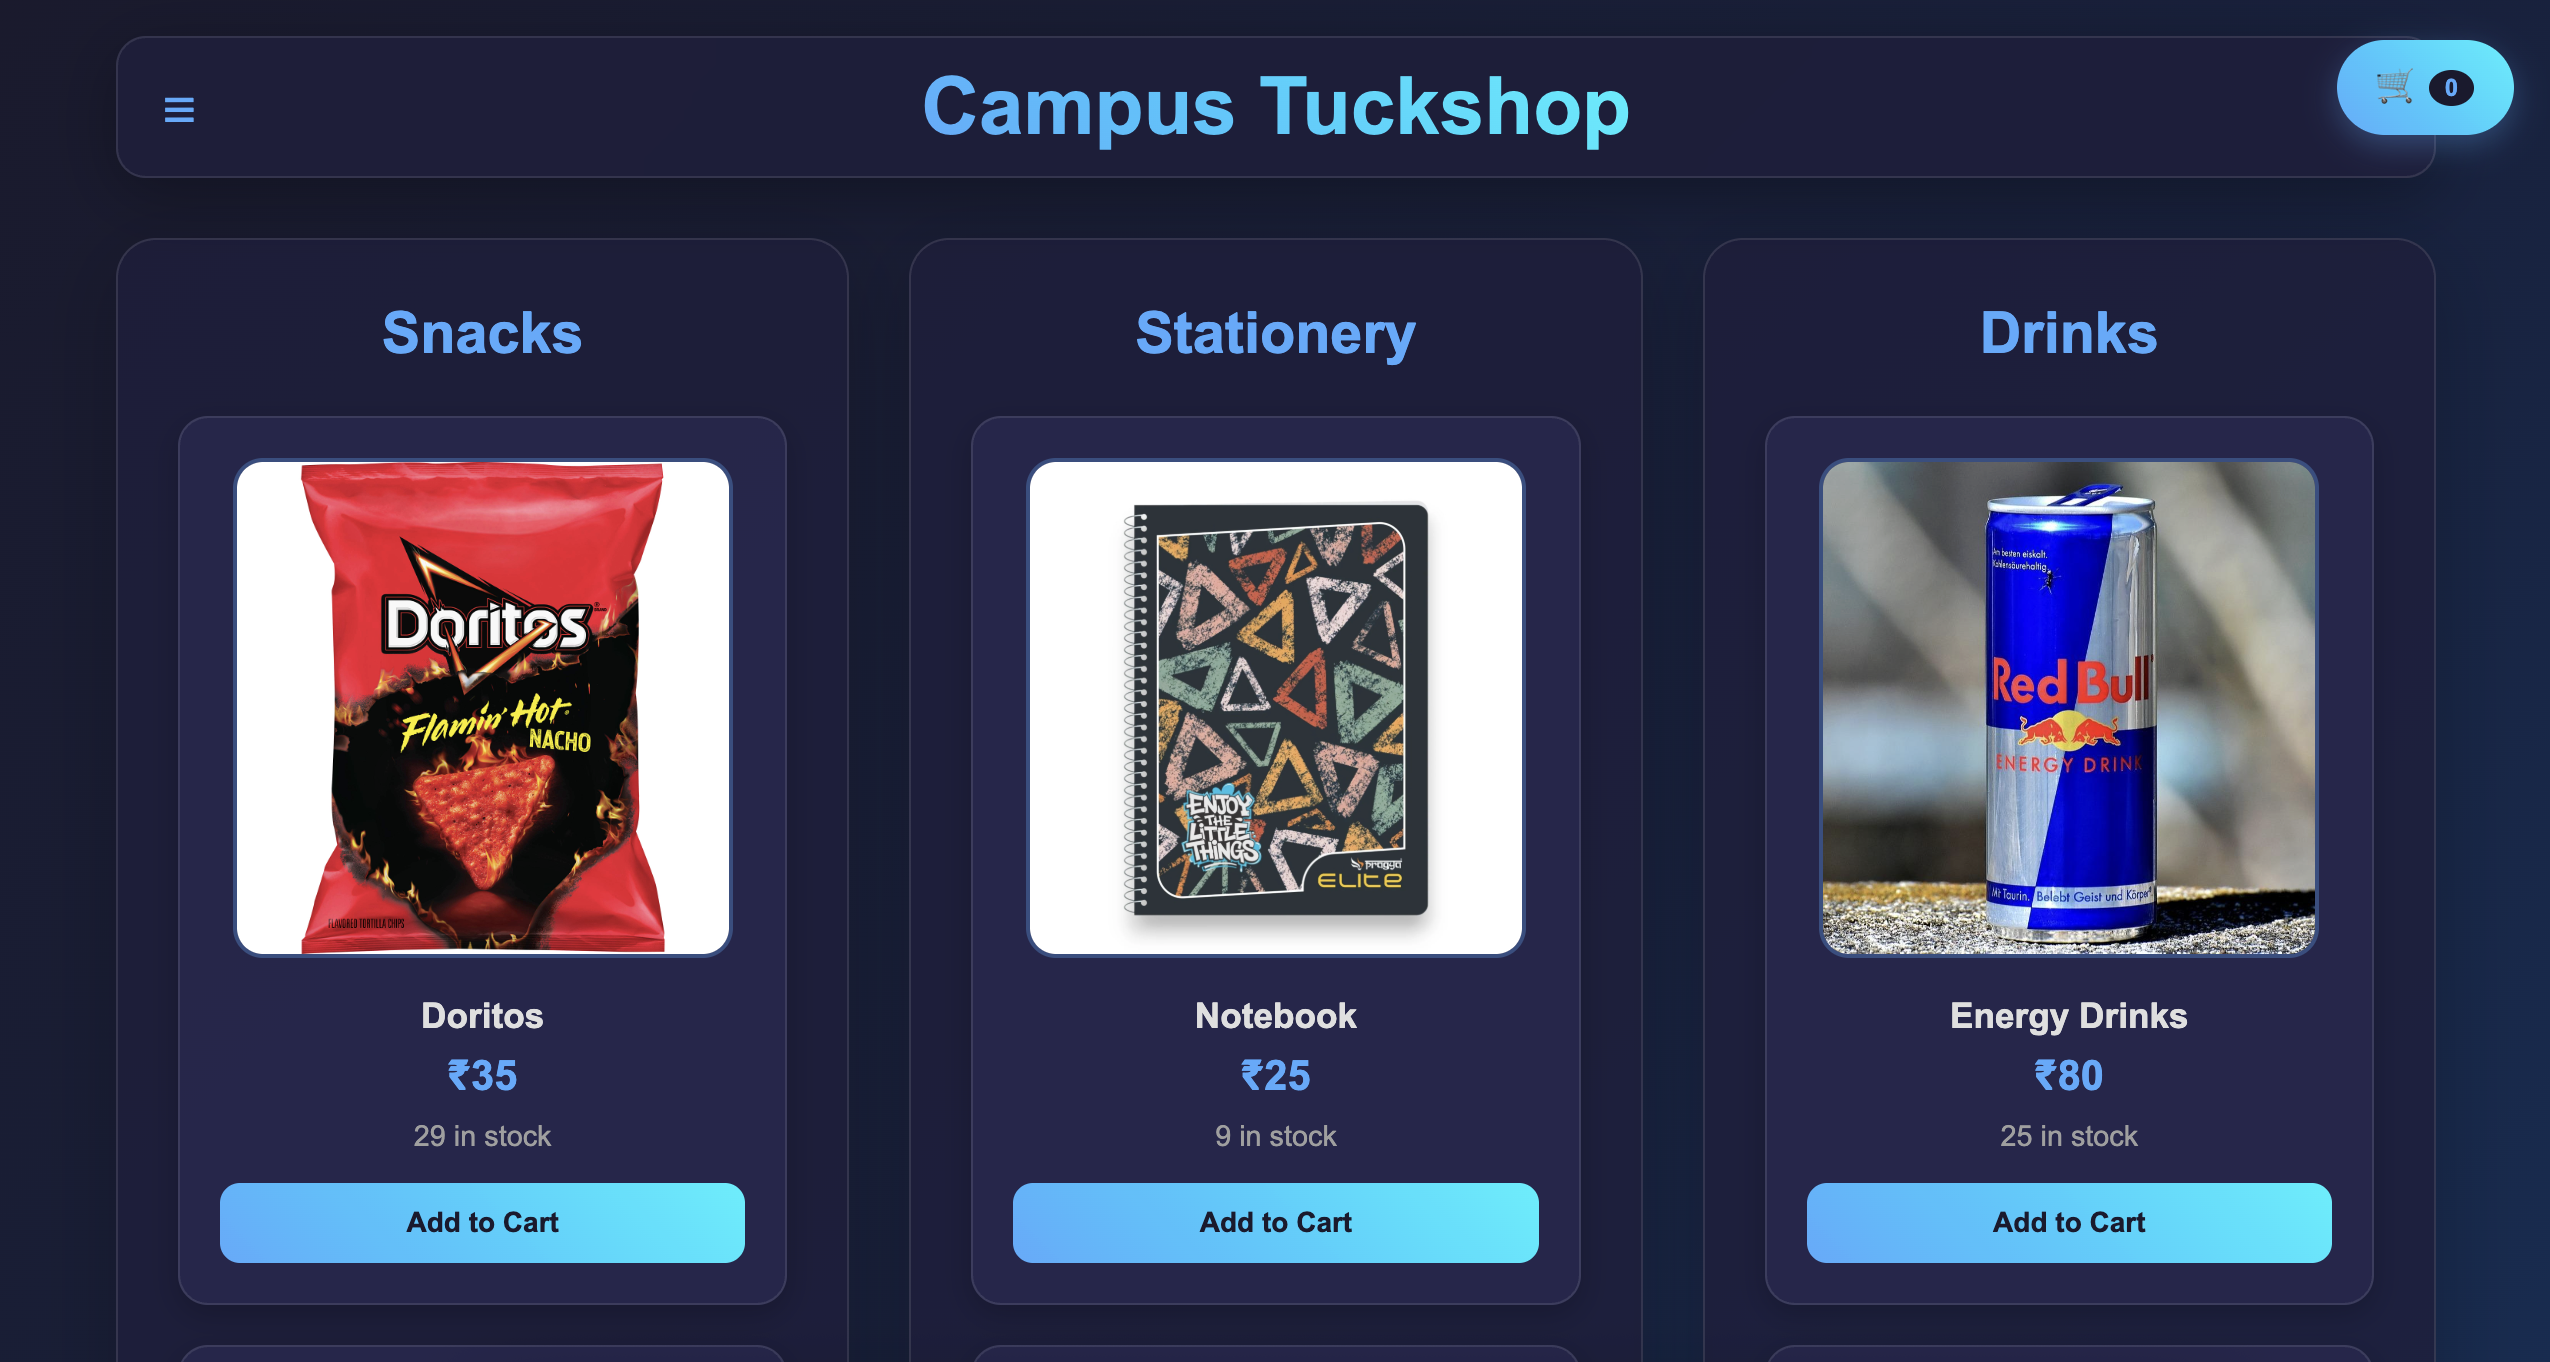 Campus Tuckshop
0
Snacks
Doritos
Flamin' Hot
NACHO
FLAVORED TORTILLA CHIPS
Doritos
₹35
29 in stock
Add to Cart
Stationery
ENJOY
THE
LITTLE
THINGS
Pragya
ELITE
Notebook
₹25
9 in stock
Add to Cart
Drinks
Am besten eiskalt.
Kohlensäurehaltig.
Red Bull
ENERGY DRINK
Mit Taurin. Belebt Geist und Körper
Energy Drinks
₹80
25 in stock
Add to Cart